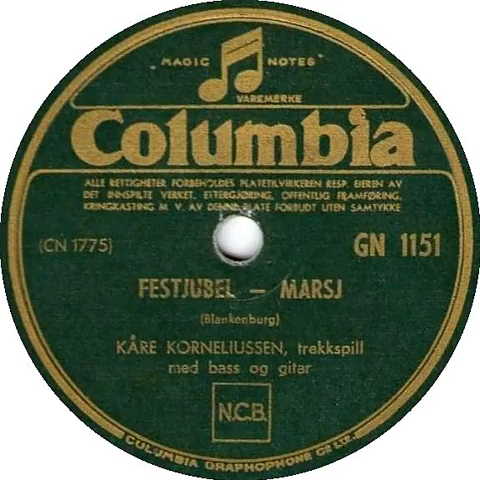 "MAGIC NOTES"
VAREMERKE
Columbia
ALLE RETTIGHETER FORBEHOLDES PLATETILVIRKEREN RESP. EIEREN AV
DET INNSPILTE VERKET. ETTERGJØRING, OFFENTLIG FRAMFØRING,
KRINGKASTING M. V. AV DENNE PLATE FORBUDT UTEN SAMTYKKE
(CN 1775)
GN 1151
FESTJUBEL — MARSJ
(Blankenburg)
KÅRE KORNELIUSSEN, trekkspill
med bass og gitar
N.C.B.
COLUMBIA GRAPHOPHONE CO LTD.